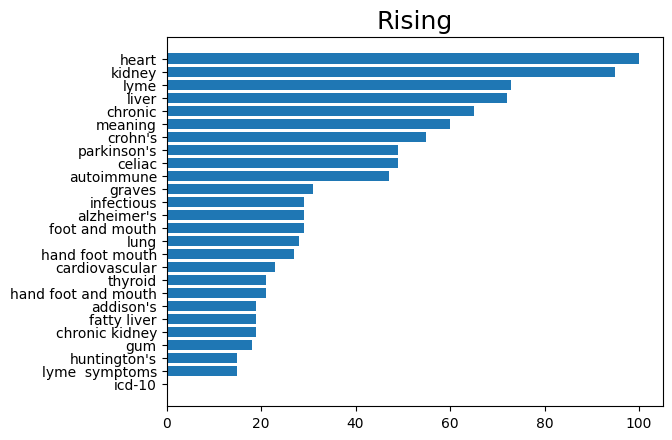 Rising
heart
kidney
lyme
liver
chronic
meaning
crohn's
parkinson's
celiac
autoimmune
graves
infectious
alzheimer's
foot and mouth
lung
hand foot mouth
cardiovascular
thyroid
hand foot and mouth
addison's
fatty liver
chronic kidney
gum
huntington's
lyme  symptoms
icd-10
0 20 40 60 80 100